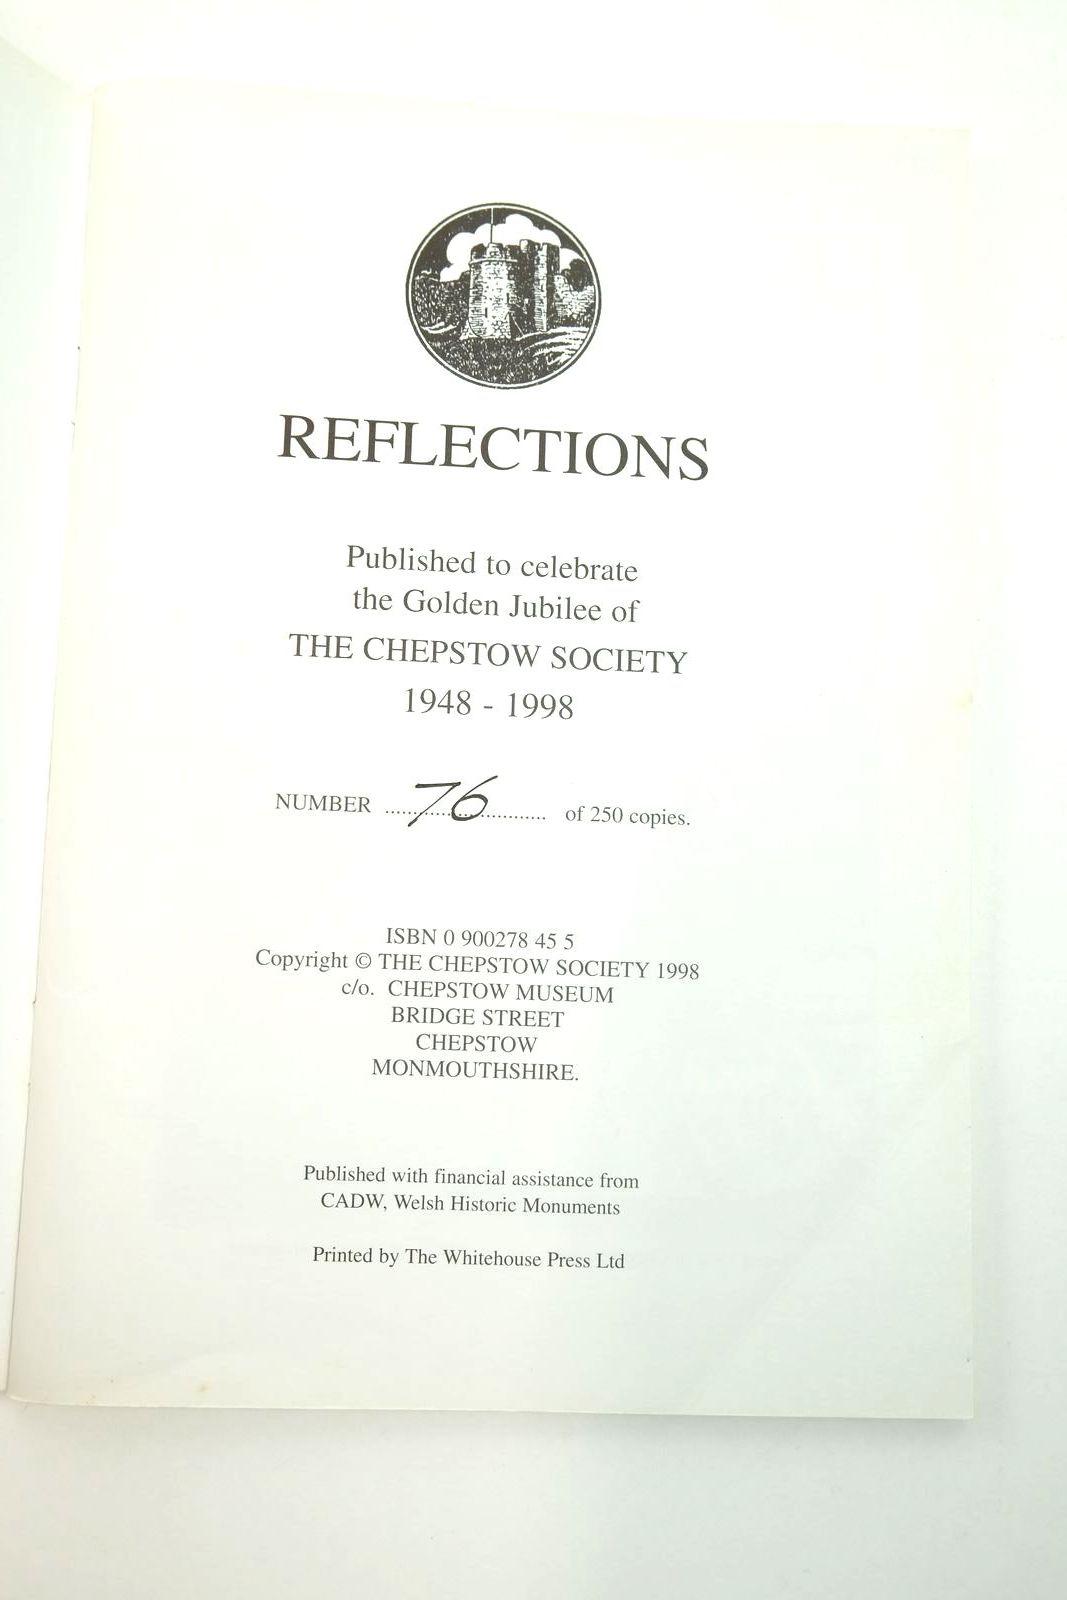 REFLECTIONS
Published to celebrate
the Golden Jubilee of
THE CHEPSTOW SOCIETY
1948 - 1998
NUMBER ......76............ of 250 copies.
ISBN 0 900278 45 5
Copyright © THE CHEPSTOW SOCIETY 1998
c/o. CHEPSTOW MUSEUM
BRIDGE STREET
CHEPSTOW
MONMOUTHSHIRE.
Published with financial assistance from
CADW, Welsh Historic Monuments
Printed by The Whitehouse Press Ltd